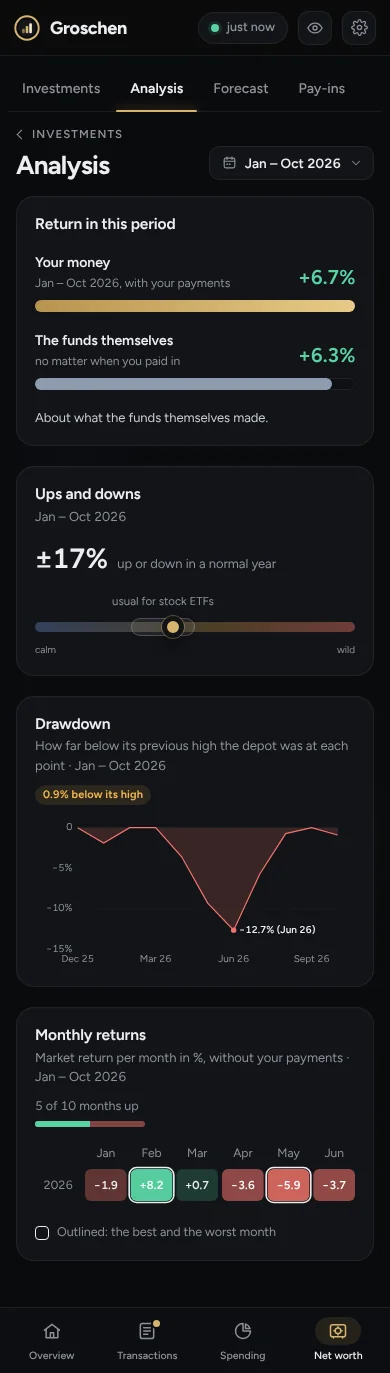 Groschen
just now
Investments Analysis Forecast Pay-ins
INVESTMENTS
Analysis
Jan – Oct 2026
Return in this period
Your money
Jan – Oct 2026, with your payments
+6.7%
The funds themselves
no matter when you paid in
+6.3%
About what the funds themselves made.
Ups and downs
Jan – Oct 2026
±17% up or down in a normal year
usual for stock ETFs
calm wild
Drawdown
How far below its previous high the depot was at each
point · Jan – Oct 2026
0.9% below its high
0
−5%
−10%
−12.7% (Jun 26)
−15%
Dec 25 Mar 26 Jun 26 Sept 26
Monthly returns
Market return per month in %, without your payments ·
Jan – Oct 2026
5 of 10 months up
Jan Feb Mar Apr May Jun
2026 −1.9 +8.2 +0.7 −3.6 −5.9 −3.7
Outlined: the best and the worst month
Overview Transactions Spending Net worth